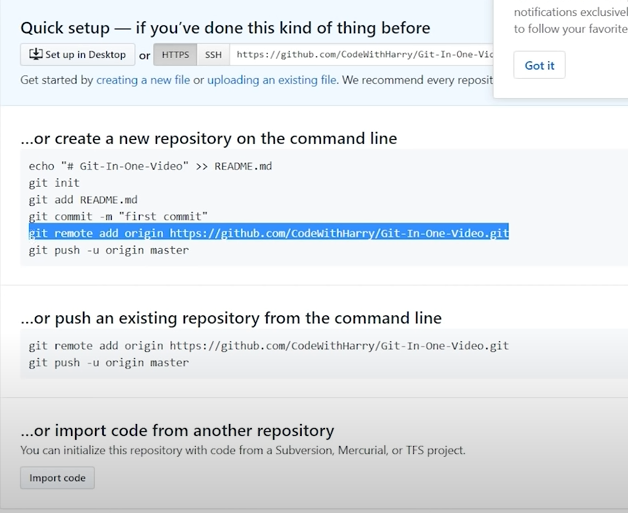 notifications exclusivel
to follow your favorite
Got it
Quick setup — if you've done this kind of thing before
Set up in Desktop or HTTPS SSH https://github.com/CodeWithHarry/Git-In-One-Vic
Get started by creating a new file or uploading an existing file. We recommend every reposit
...or create a new repository on the command line
echo "# Git-In-One-Video" >> README.md
git init
git add README.md
git commit -m "first commit"
git remote add origin https://github.com/CodeWithHarry/Git-In-One-Video.git
git push -u origin master
...or push an existing repository from the command line
git remote add origin https://github.com/CodeWithHarry/Git-In-One-Video.git
git push -u origin master
...or import code from another repository
You can initialize this repository with code from a Subversion, Mercurial, or TFS project.
Import code